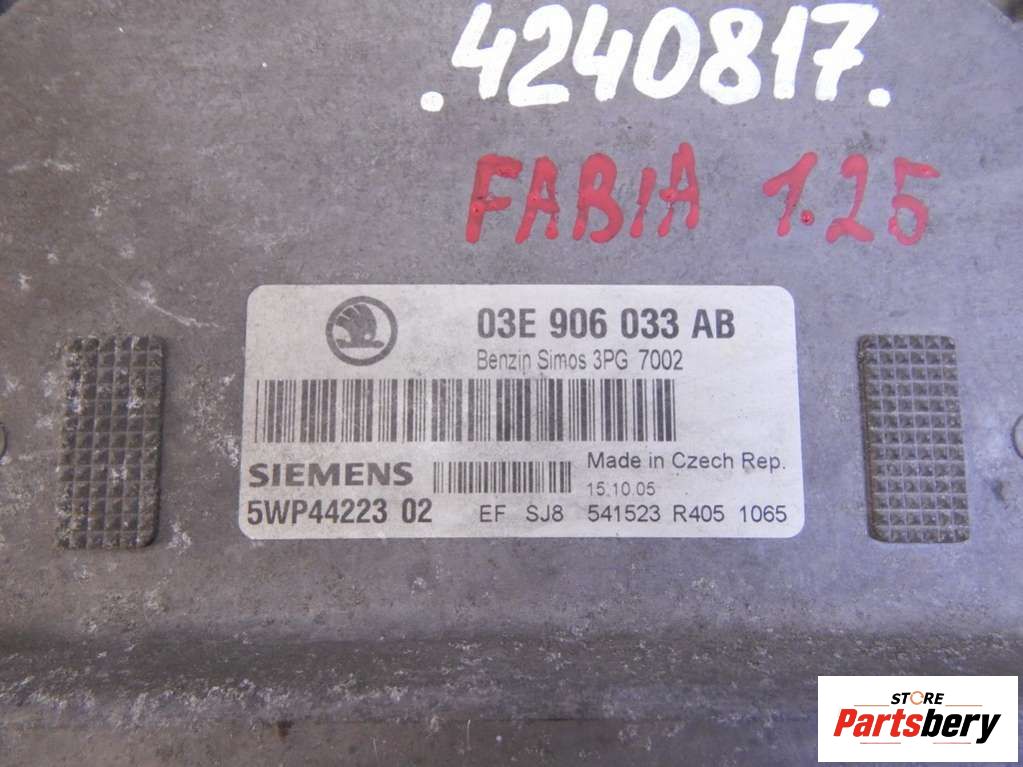 .4240817.
FABIA 1.25
03E 906 033 AB
Benzin Simos 3PG 7002
SIEMENS
Made in Czech Rep.
15.10.05
5WP44223 02 EF SJ8 541523 R405 1065
STORE
Partsbery